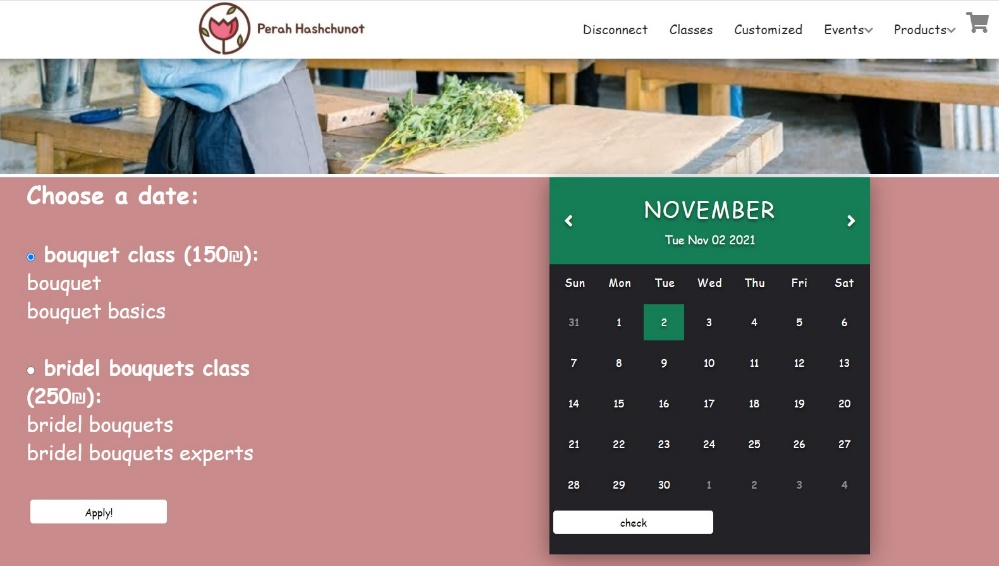 Perah Hashchunot
Disconnect Classes Customized Events Products
Choose a date:
bouquet class (150₪):
bouquet
bouquet basics
bridel bouquets class
(250₪):
bridel bouquets
bridel bouquets experts
Apply!
NOVEMBER
Tue Nov 02 2021
Sun Mon Tue Wed Thu Fri Sat
31 1 2 3 4 5 6
7 8 9 10 11 12 13
14 15 16 17 18 19 20
21 22 23 24 25 26 27
28 29 30 1 2 3 4
check